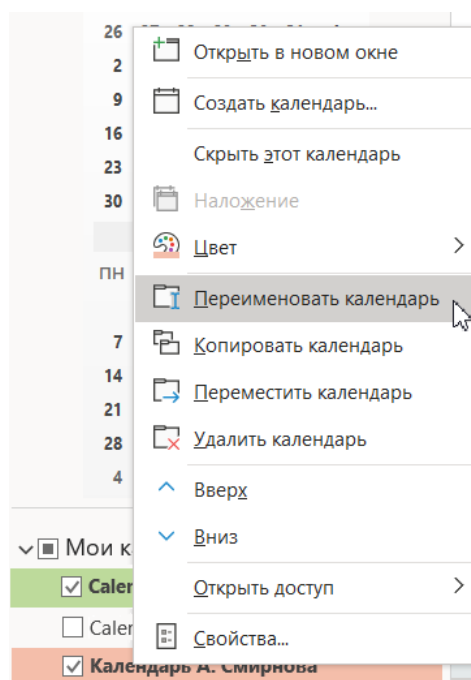 26
Открыть в новом окне
2
9
Создать календарь...
16
Скрыть этот календарь
23
30
Наложение
Цвет
ПН
Переименовать календарь
7
Копировать календарь
14
Переместить календарь
21
28
Удалить календарь
4
Вверх
Мои
Вниз
Открыть доступ
Свойства...
Календарь А. Смирнова